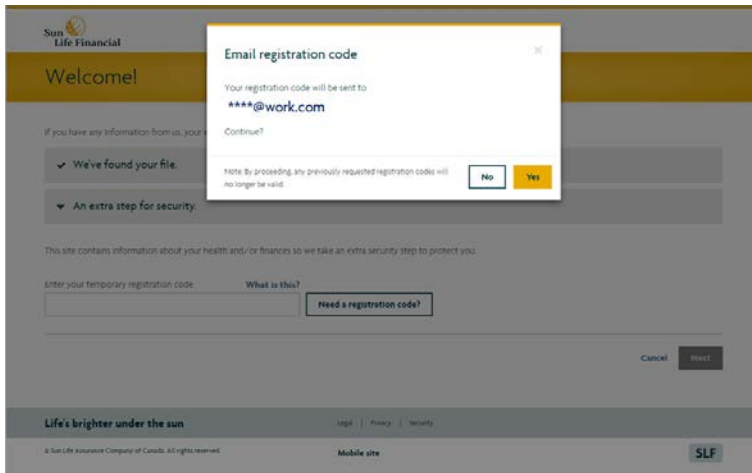 Sun
Life Financial
Email registration code
×
Welcome!
Your registration code will be sent to
****@work.com
If you have any information from us, your
Continue?
We've found your file.
Note: By proceeding, any previously requested registration codes will
no longer be valid
No
Yes
An extra step for security.
This site contains information about your health and/or finances so we take an extra security step to protect you.
Enter your temporary registration code
What is this?
Need a registration code?
Cancel
Next
Life's brighter under the sun
Legal | Privacy | Security
© Sun Life Assurance Company of Canada. All rights reserved.
Mobile site
SLF